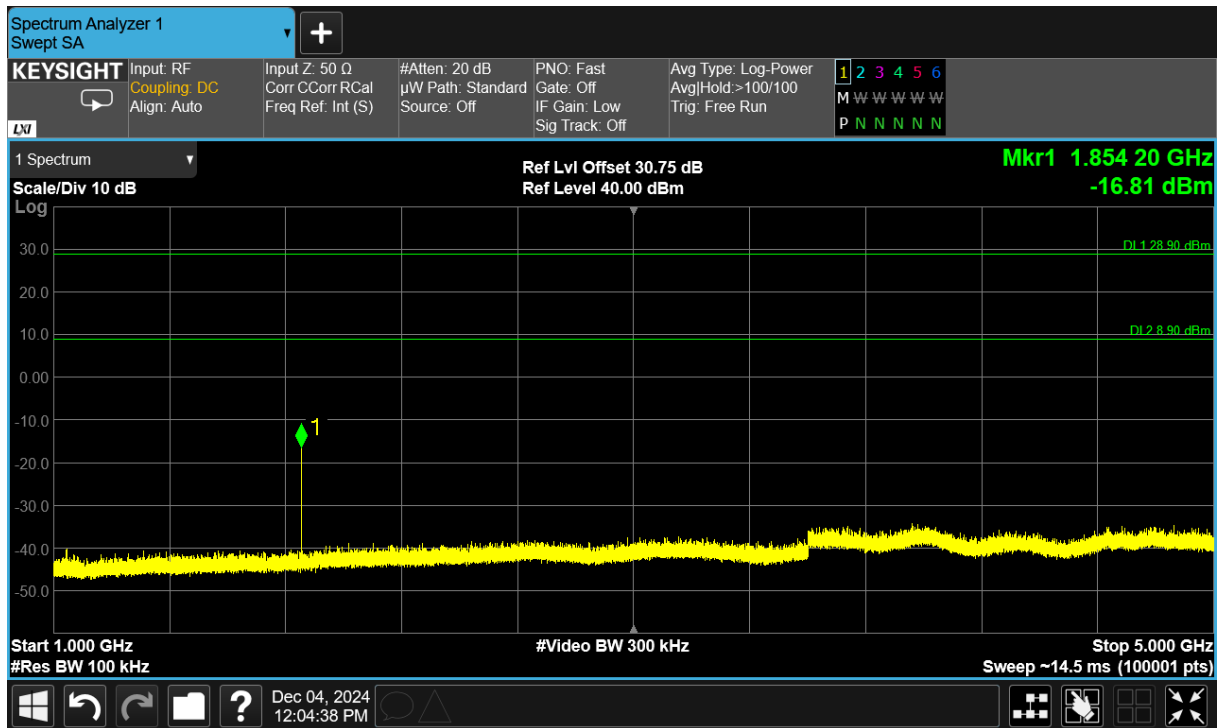 Spectrum Analyzer 1
Swept SA
KEYSIGHT
LXI
Input: RF
Coupling: DC
Align: Auto
Input Z: 50 Ω
Corr CCorr RCal
Freq Ref: Int (S)
#Atten: 20 dB
µW Path: Standard
Source: Off
PNO: Fast
Gate: Off
IF Gain: Low
Sig Track: Off
Avg Type: Log-Power
Avg|Hold:>100/100
Trig: Free Run
1 2 3 4 5 6
M W W W W W
P N N N N N
1 Spectrum
Scale/Div 10 dB
Ref Lvl Offset 30.75 dB
Ref Level 40.00 dBm
Mkr1 1.854 20 GHz
-16.81 dBm
Log
30.0
20.0
10.0
0.00
-10.0
-20.0
-30.0
-40.0
-50.0
DL1 28.90 dBm
DL2 8.90 dBm
1
Start 1.000 GHz
#Res BW 100 kHz
#Video BW 300 kHz
Stop 5.000 GHz
Sweep ~14.5 ms (100001 pts)
?
Dec 04, 2024
12:04:38 PM